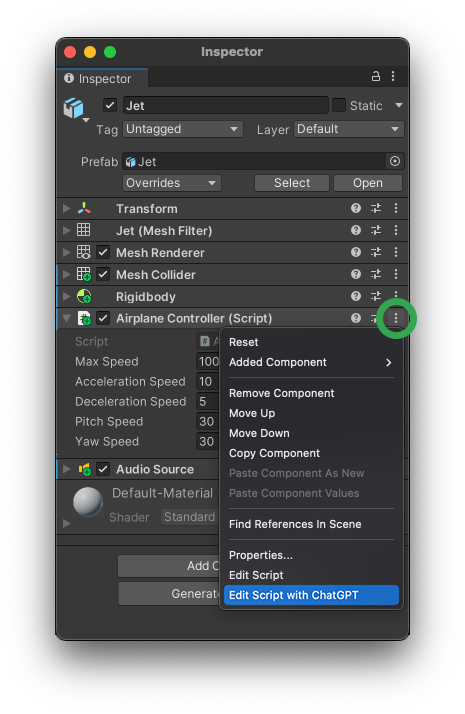 Inspector
Inspector
Jet Static
Tag Untagged Layer Default
Prefab Jet
Overrides Select Open
Transform
Jet (Mesh Filter)
Mesh Renderer
Mesh Collider
Rigidbody
Airplane Controller (Script)
Script
Max Speed 100
Acceleration Speed 10
Deceleration Speed 5
Pitch Speed 30
Yaw Speed 30
Audio Source
Default-Material
Shader Standard
Add C
Generate
Reset
Added Component
Remove Component
Move Up
Move Down
Copy Component
Paste Component As New
Paste Component Values
Find References In Scene
Properties...
Edit Script
Edit Script with ChatGPT